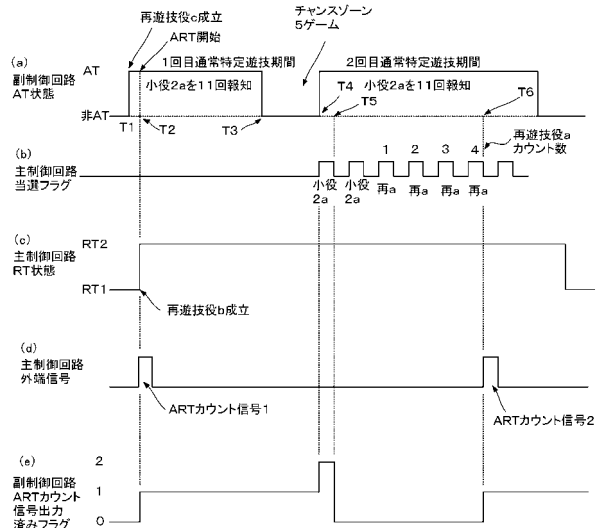 再遊技役c成立
チャンスゾーン
5ゲーム
ART開始
(a)
副制御回路
AT状態
AT
非AT
1回目通常特定遊技期間
小役2aを11回報知
2回目通常特定遊技期間
小役2aを11回報知
T1
T2
T3
T4
T5
T6
(b)
主制御回路
当選フラグ
再遊技役a
カウント数
1
2
3
4
小役
2a
小役
2a
再a
再a
再a
再a
(c)
主制御回路
RT状態
RT2
RT1
再遊技役b成立
(d)
主制御回路
外端信号
ARTカウント信号1
ARTカウント信号2
(e)
副制御回路
ARTカウント
信号出力
済みフラグ
2
1
0